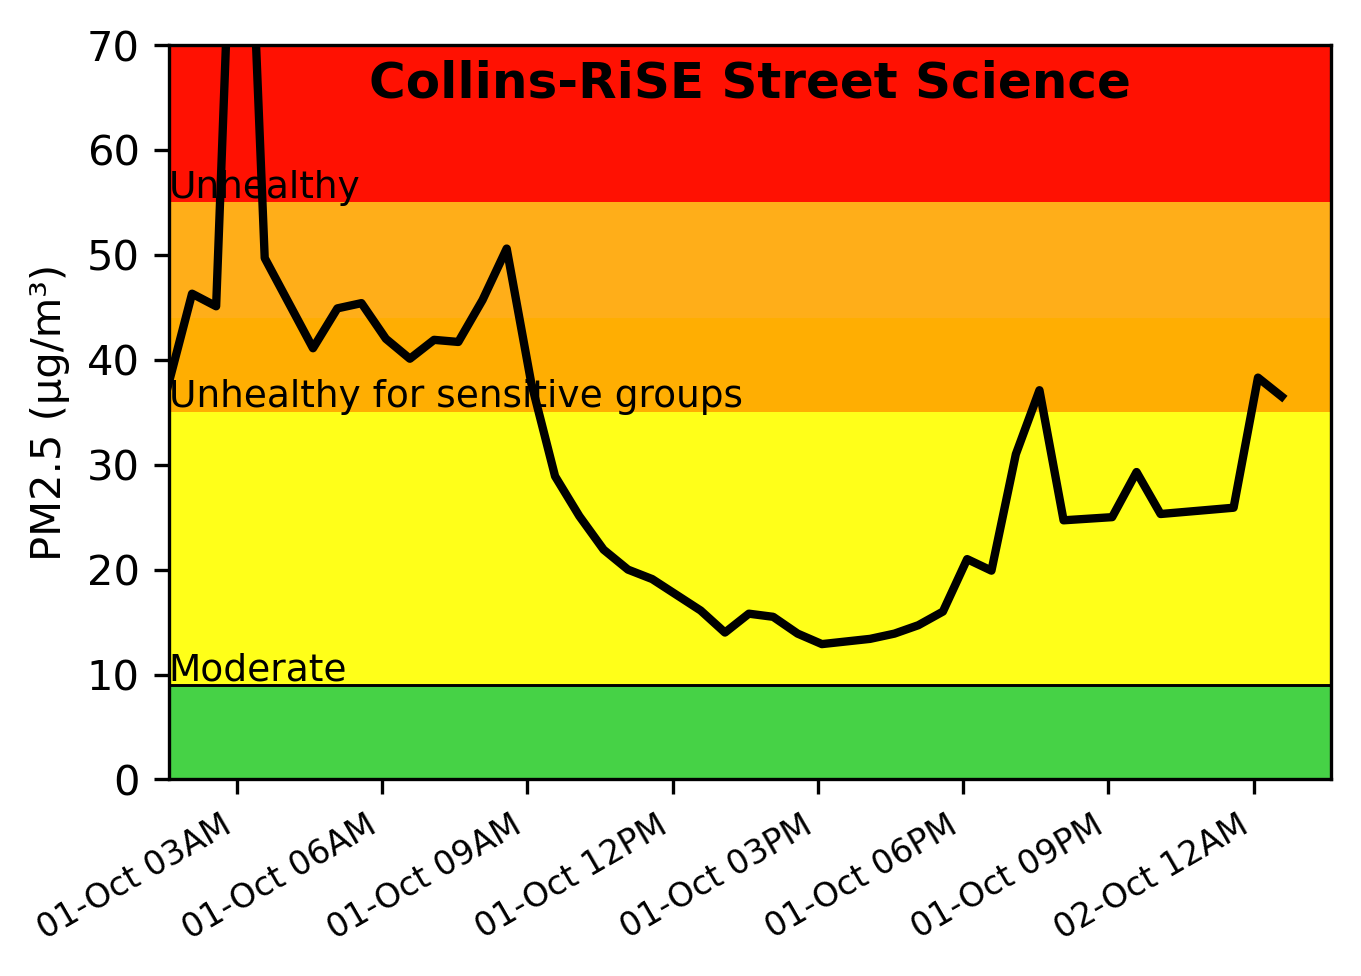 Collins-RiSE Street Science
70
60
Unhealthy
50
40
Unhealthy for sensitive groups
30
20
Moderate
10
0
PM2.5 (μg/m³)
01-Oct 03AM
01-Oct 06AM
01-Oct 09AM
01-Oct 12PM
01-Oct 03PM
01-Oct 06PM
01-Oct 09PM
02-Oct 12AM